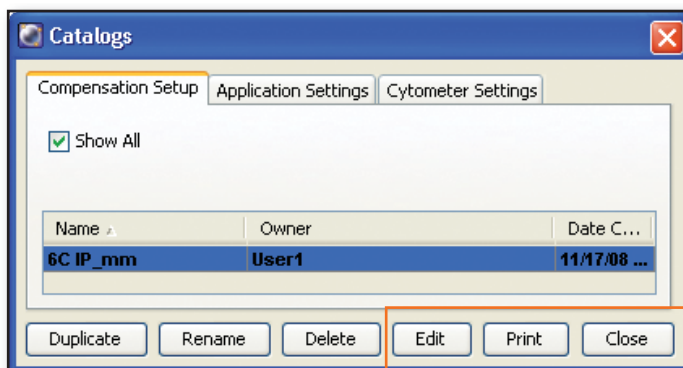 Catalogs
Compensation Setup Application Settings Cytometer Settings
Show All
Name Owner Date C...
6C IP_mm User1 11/17/08 ...
Duplicate Rename Delete Edit Print Close